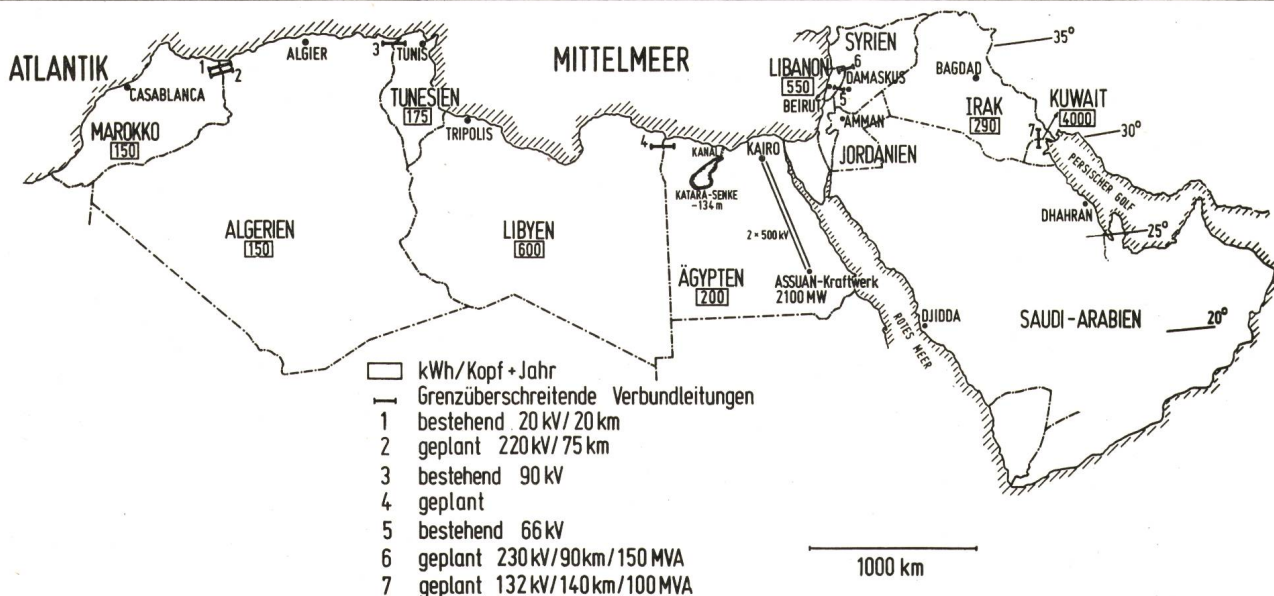 ATLANTIK
MITTELMEER
1
2
CASABLANCA
MAROKKO
150
ALGIER
3
TUNIS
TUNESIEN
175
TRIPOLIS
ALGERIEN
150
LIBYEN
600
4
KANAL
KATARA-SENKE
-134 m
KAIRO
2 × 500 kV
ÄGYPTEN
200
ASSUAN-Kraftwerk
2100 MW
SYRIEN
LIBANON
550
6
DAMASKUS
BEIRUT
5
AMMAN
JORDANIEN
BAGDAD
IRAK
290
KUWAIT
4000
7
35°
30°
PERSISCHER GOLF
DHAHRAN
25°
DJIDDA
ROTES MEER
SAUDI-ARABIEN
20°
kWh/Kopf + Jahr
Grenzüberschreitende Verbundleitungen
1 bestehend 20 kV/ 20 km
2 geplant 220 kV/ 75 km
3 bestehend 90 kV
4 geplant
5 bestehend 66 kV
6 geplant 230 kV/ 90 km/ 150 MVA
7 geplant 132 kV/ 140 km/ 100 MVA
1000 km